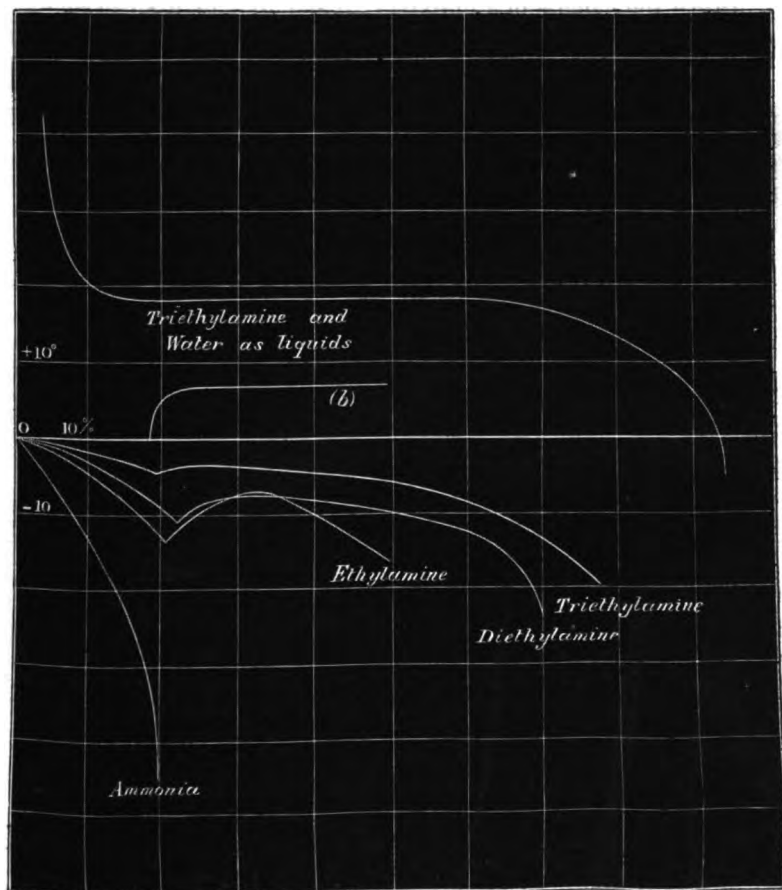 Triethylamine and
Water as liquids
+10°
(b)
0 10%
-10
Ethylamine
Triethylamine
Diethylamine
Ammonia